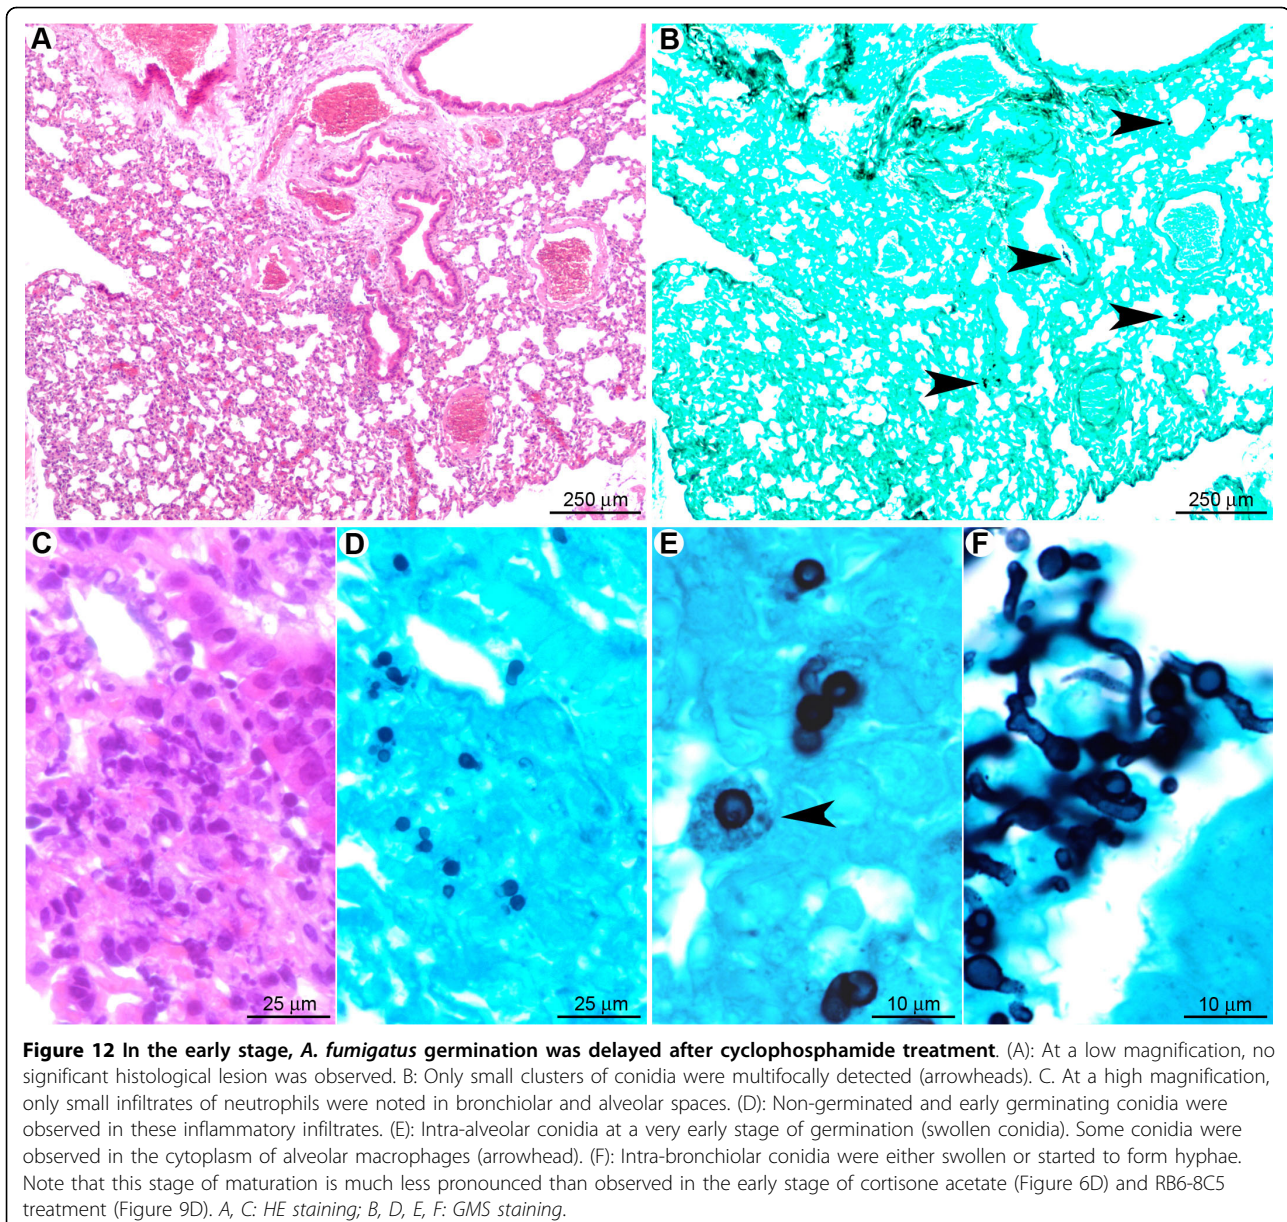 A
B
250 µm
250 µm
C
D
E
F
25 µm
25 µm
10 µm
10 µm
Figure 12 In the early stage, A. fumigatus germination was delayed after cyclophosphamide treatment. (A): At a low magnification, no
significant histological lesion was observed. B: Only small clusters of conidia were multifocally detected (arrowheads). C. At a high magnification,
only small infiltrates of neutrophils were noted in bronchiolar and alveolar spaces. (D): Non-germinated and early germinating conidia were
observed in these inflammatory infiltrates. (E): Intra-alveolar conidia at a very early stage of germination (swollen conidia). Some conidia were
observed in the cytoplasm of alveolar macrophages (arrowhead). (F): Intra-bronchiolar conidia were either swollen or started to form hyphae.
Note that this stage of maturation is much less pronounced than observed in the early stage of cortisone acetate (Figure 6D) and RB6-8C5
treatment (Figure 9D). A, C: HE staining; B, D, E, F: GMS staining.